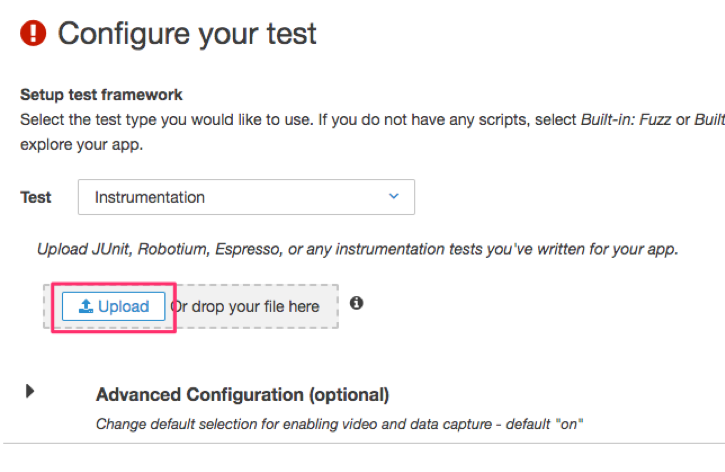 Configure your test
Setup test framework
Select the test type you would like to use. If you do not have any scripts, select Built-in: Fuzz or Built
explore your app.
Test Instrumentation
Upload JUnit, Robotium, Espresso, or any instrumentation tests you've written for your app.
Upload Or drop your file here
Advanced Configuration (optional)
Change default selection for enabling video and data capture - default "on"